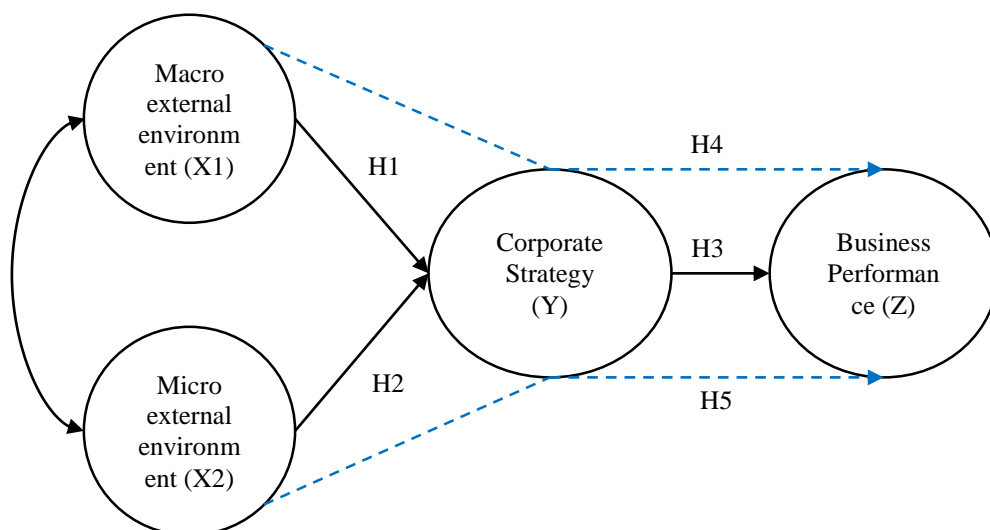 Macro
external
environm
ent (X1)
H1
H4
Corporate
Strategy
(Y)
H3
Business
Performan
ce (Z)
H2
H5
Micro
external
environm
ent (X2)